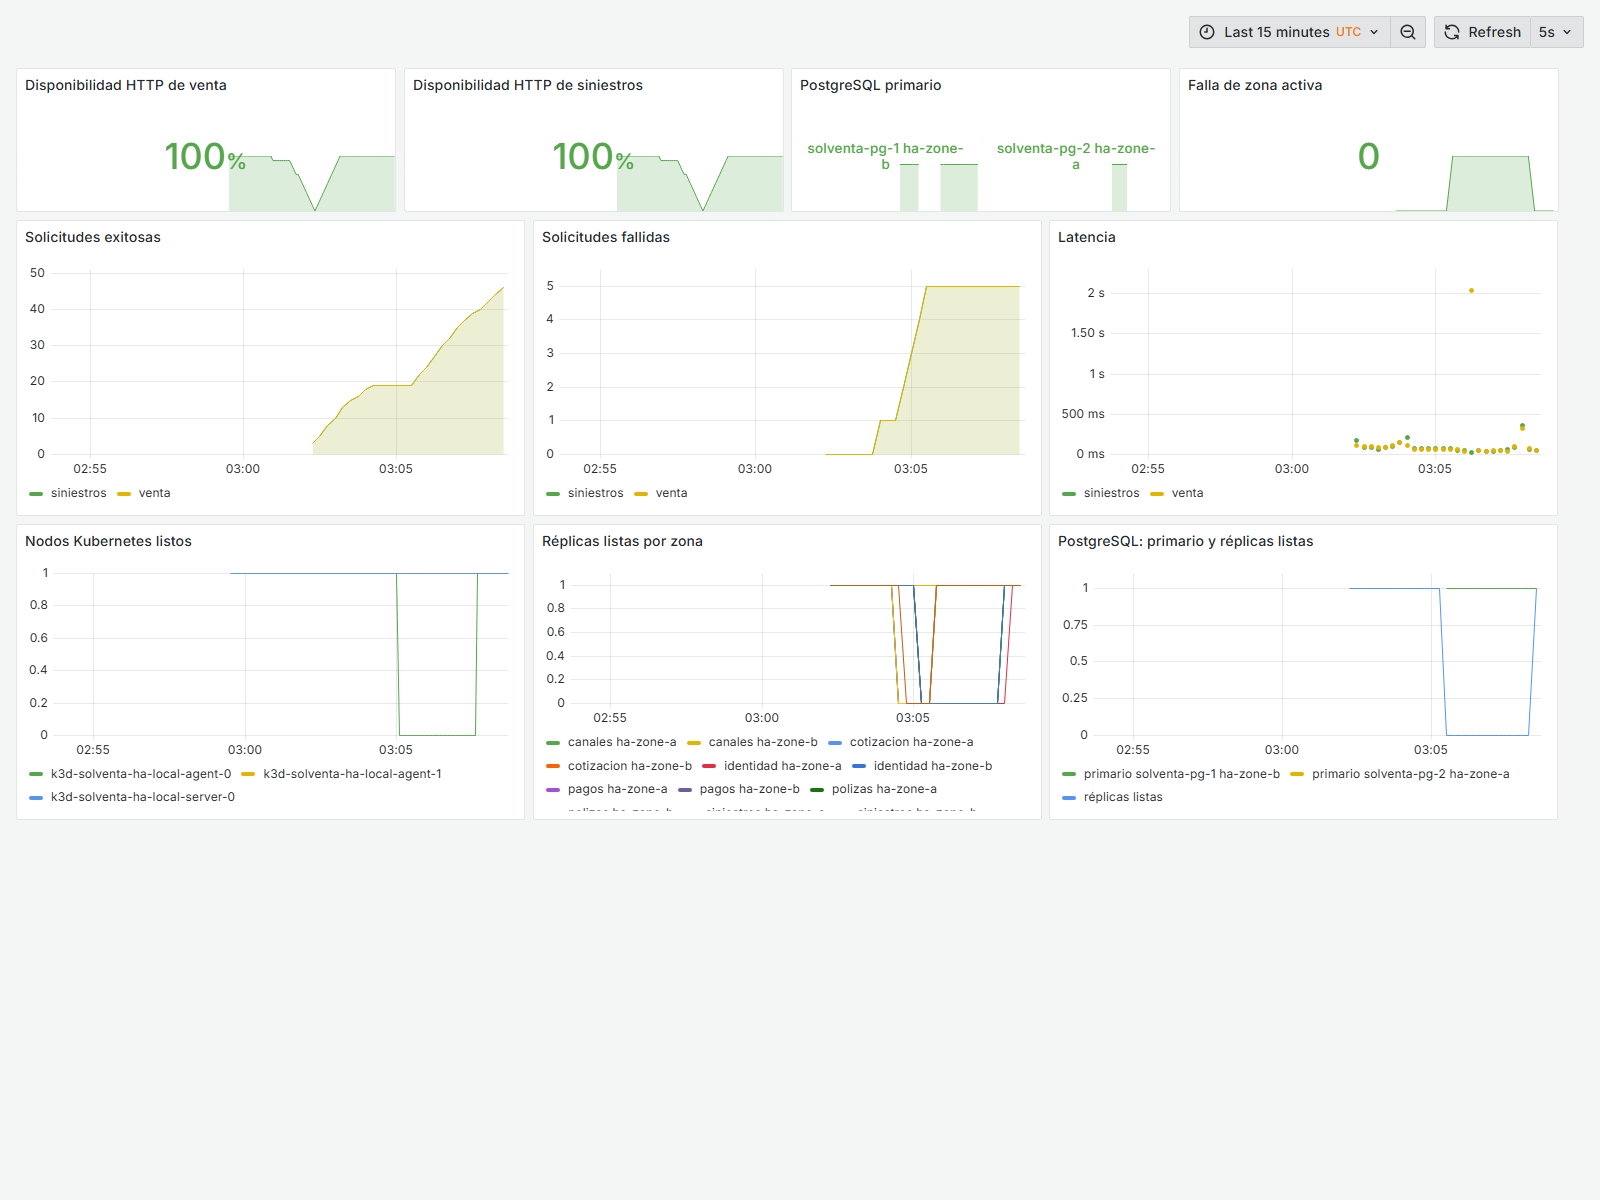 Last 15 minutes UTC
Refresh 5s
Disponibilidad HTTP de venta
100%
Disponibilidad HTTP de siniestros
100%
PostgreSQL primario
solventa-pg-1 ha-zone-
b
solventa-pg-2 ha-zone-
a
Falla de zona activa
0
Solicitudes exitosas
50
40
30
20
10
0
02:55 03:00 03:05
siniestros venta
Solicitudes fallidas
5
4
3
2
1
0
02:55 03:00 03:05
siniestros venta
Latencia
2 s
1.50 s
1 s
500 ms
0 ms
02:55 03:00 03:05
siniestros venta
Nodos Kubernetes listos
1
0.8
0.6
0.4
0.2
0
02:55 03:00 03:05
k3d-solventa-ha-local-agent-0 k3d-solventa-ha-local-agent-1
k3d-solventa-ha-local-server-0
Réplicas listas por zona
1
0.8
0.6
0.4
0.2
0
02:55 03:00 03:05
canales ha-zone-a canales ha-zone-b cotizacion ha-zone-a
cotizacion ha-zone-b identidad ha-zone-a identidad ha-zone-b
pagos ha-zone-a pagos ha-zone-b polizas ha-zone-a
PostgreSQL: primario y réplicas listas
1
0.75
0.5
0.25
0
02:55 03:00 03:05
primario solventa-pg-1 ha-zone-b primario solventa-pg-2 ha-zone-a
réplicas listas